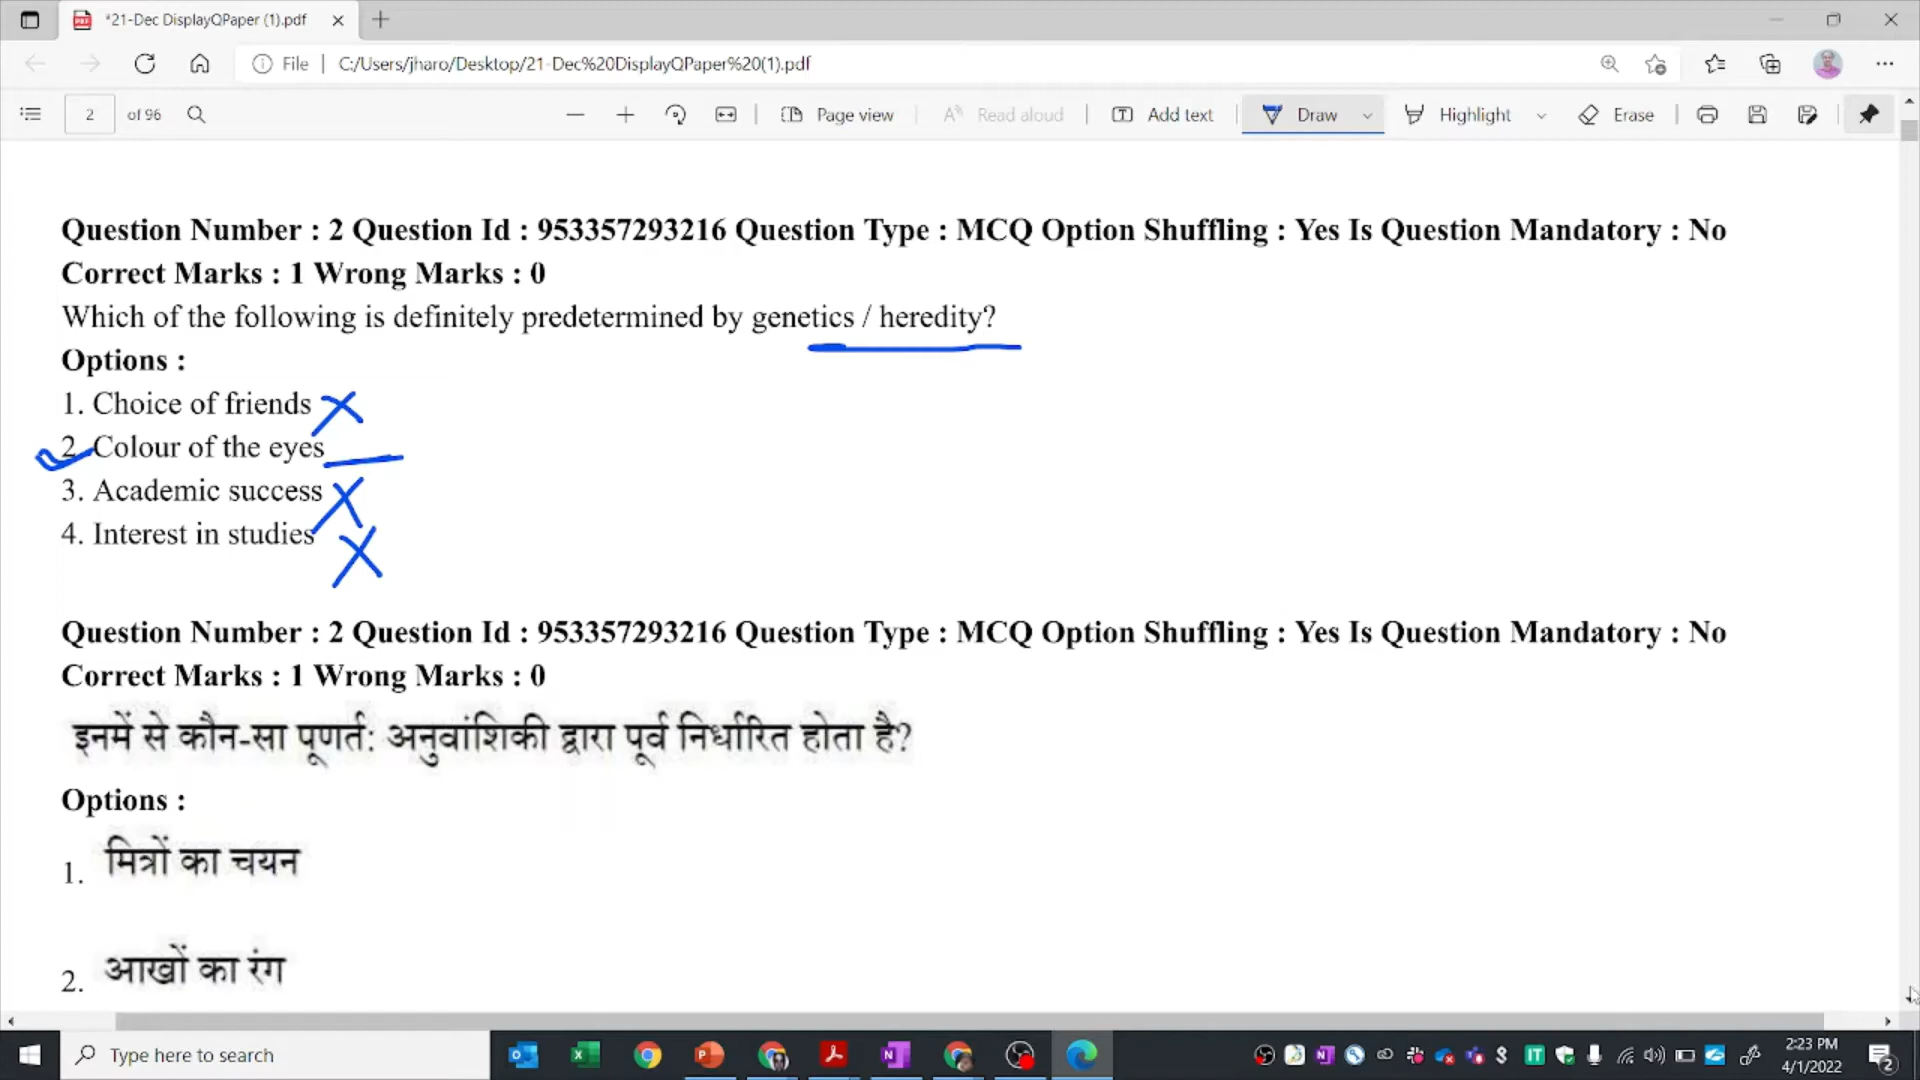 *21-Dec DisplayQPaper (1).pdf
File | C:/Users/jharo/Desktop/21-Dec%20DisplayQPaper%20(1).pdf
2 of 96 Page view Read aloud Add text Draw Highlight Erase
Question Number : 2 Question Id : 953357293216 Question Type : MCQ Option Shuffling : Yes Is Question Mandatory : No
Correct Marks : 1 Wrong Marks : 0
Which of the following is definitely predetermined by genetics / heredity?
Options :
1. Choice of friends
2. Colour of the eyes
3. Academic success
4. Interest in studies
Question Number : 2 Question Id : 953357293216 Question Type : MCQ Option Shuffling : Yes Is Question Mandatory : No
Correct Marks : 1 Wrong Marks : 0
इनमें से कौन-सा पूणर्त: अनुवांशिकी द्वारा पूर्व निर्धारित होता है?
Options :
1. मित्रों का चयन
2. आखों का रंग
Type here to search
2:23 PM
4/1/2022
2